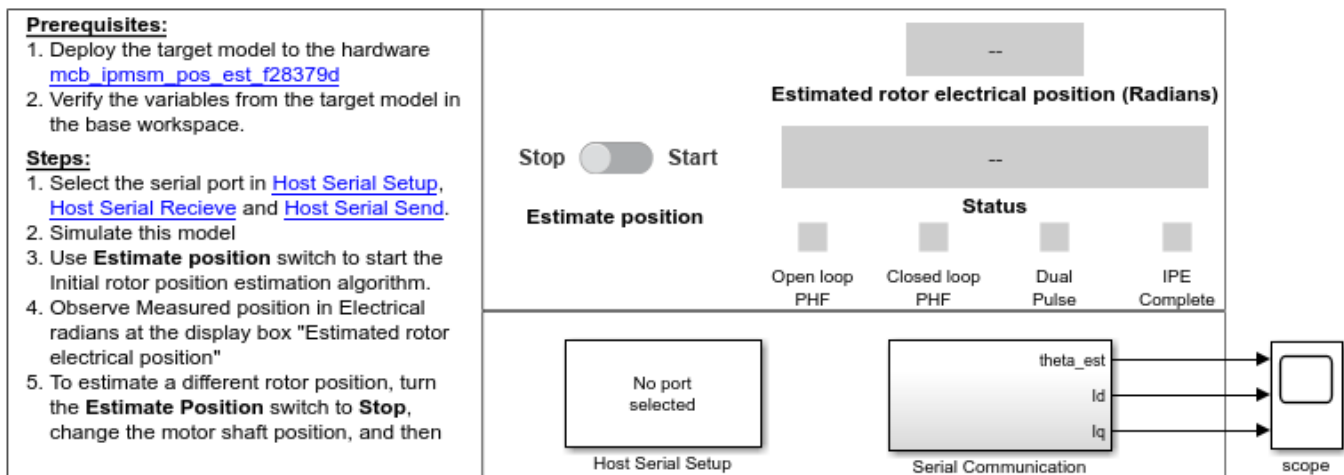 Prerequisites:
1. Deploy the target model to the hardware
mcb_ipmsm_pos_est_f28379d
2. Verify the variables from the target model in
the base workspace.
Steps:
1. Select the serial port in Host Serial Setup,
Host Serial Recieve and Host Serial Send.
2. Simulate this model
3. Use Estimate position switch to start the
Initial rotor position estimation algorithm.
4. Observe Measured position in Electrical
radians at the display box "Estimated rotor
electrical position"
5. To estimate a different rotor position, turn
the Estimate Position switch to Stop,
change the motor shaft position, and then
--
Estimated rotor electrical position (Radians)
Stop Start
--
Estimate position
Status
Open loop
PHF
Closed loop
PHF
Dual
Pulse
IPE
Complete
No port
selected
Host Serial Setup
theta_est
Id
Iq
Serial Communication
scope